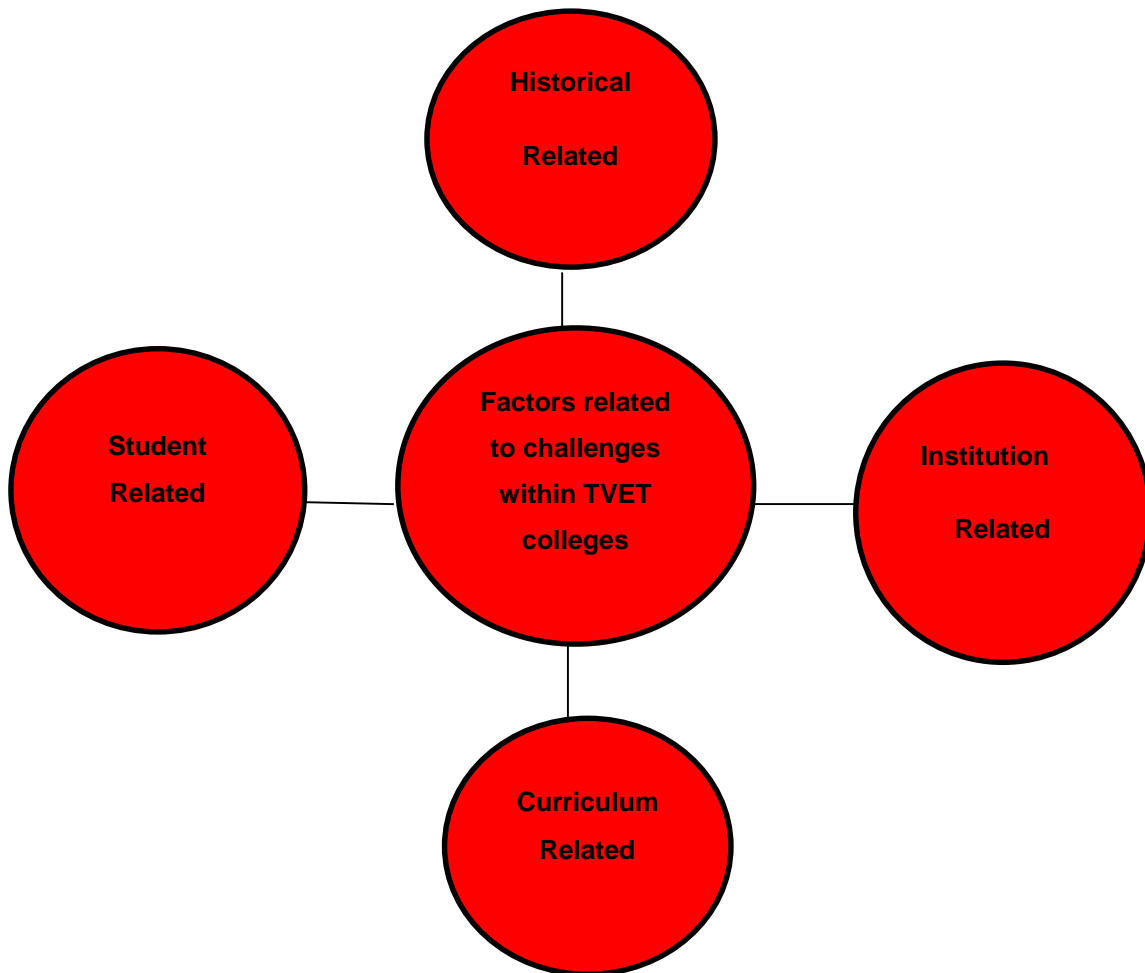 Historical
Related
Factors related
to challenges
within TVET
colleges
Student
Related
Institution
Related
Curriculum
Related